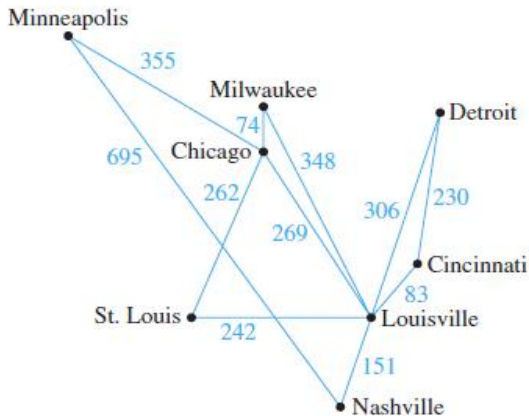 Minneapolis
355
Milwaukee
Detroit
74
Chicago
348
695
262
306
230
269
Cincinnati
83
St. Louis
Louisville
242
151
Nashville